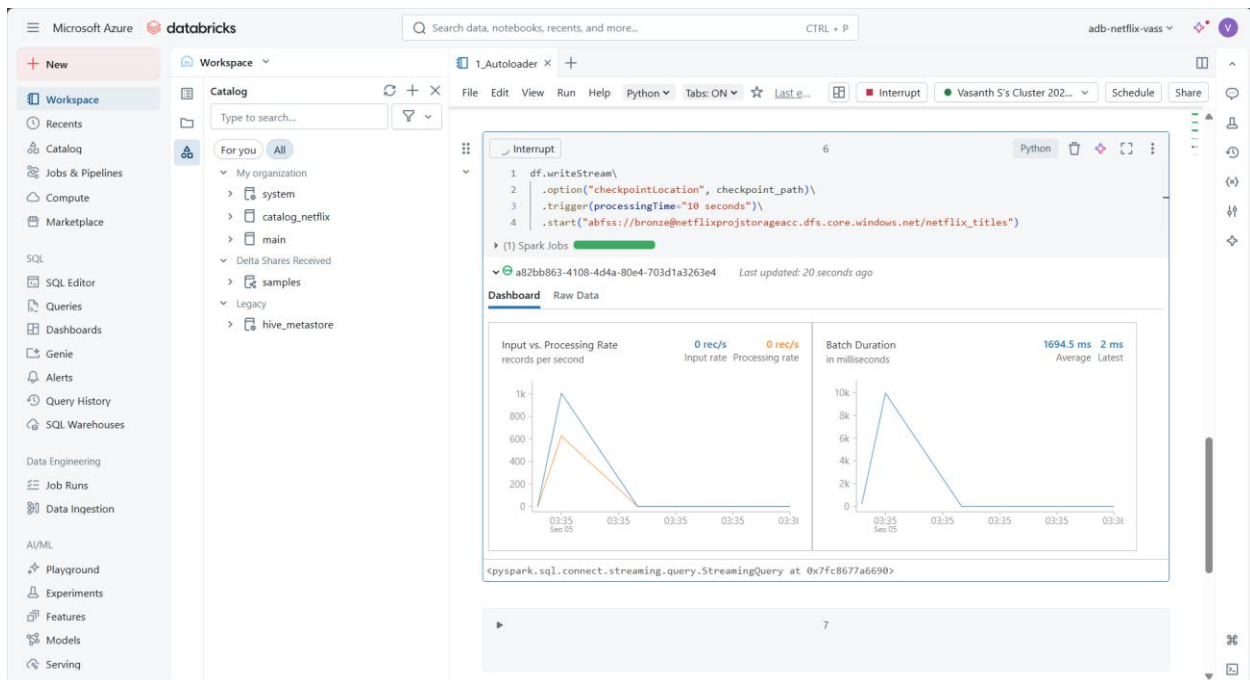 Microsoft Azure databricks Search data, notebooks, recents, and more... CTRL + P adb-netflix-vass V
New
Workspace
Recents
Catalog
Jobs & Pipelines
Compute
Marketplace
SQL
SQL Editor
Queries
Dashboards
Genie
Alerts
Query History
SQL Warehouses
Data Engineering
Job Runs
Data Ingestion
AI/ML
Playground
Experiments
Features
Models
Serving
Workspace
Catalog
Type to search...
For you All
My organization
system
catalog_netflix
main
Delta Shares Received
samples
Legacy
hive_metastore
1_Autoloader
File Edit View Run Help Python Tabs: ON Last e... Interrupt Vasanth S's Cluster 202... Schedule Share
Interrupt 6 Python
1 df.writeStream\
2 .option("checkpointLocation", checkpoint_path)\
3 .trigger(processingTime="10 seconds")\
4 .start("abfss://bronze@netflixprojstorageacc.dfs.core.windows.net/netflix_titles")
(1) Spark Jobs
a82bb863-4108-4d4a-80e4-703d1a3263e4 Last updated: 20 seconds ago
Dashboard Raw Data
Input vs. Processing Rate 0 rec/s 0 rec/s
records per second Input rate Processing rate
1k
800
600
400
200
0
03:35 03:35 03:35 03:35 03:36
Sep 05
Batch Duration 1694.5 ms 2 ms
in milliseconds Average Latest
10k
8k
6k
4k
2k
0
03:35 03:35 03:35 03:35 03:36
Sep 05
<pyspark.sql.connect.streaming.query.StreamingQuery at 0x7fc8677a6690>
7